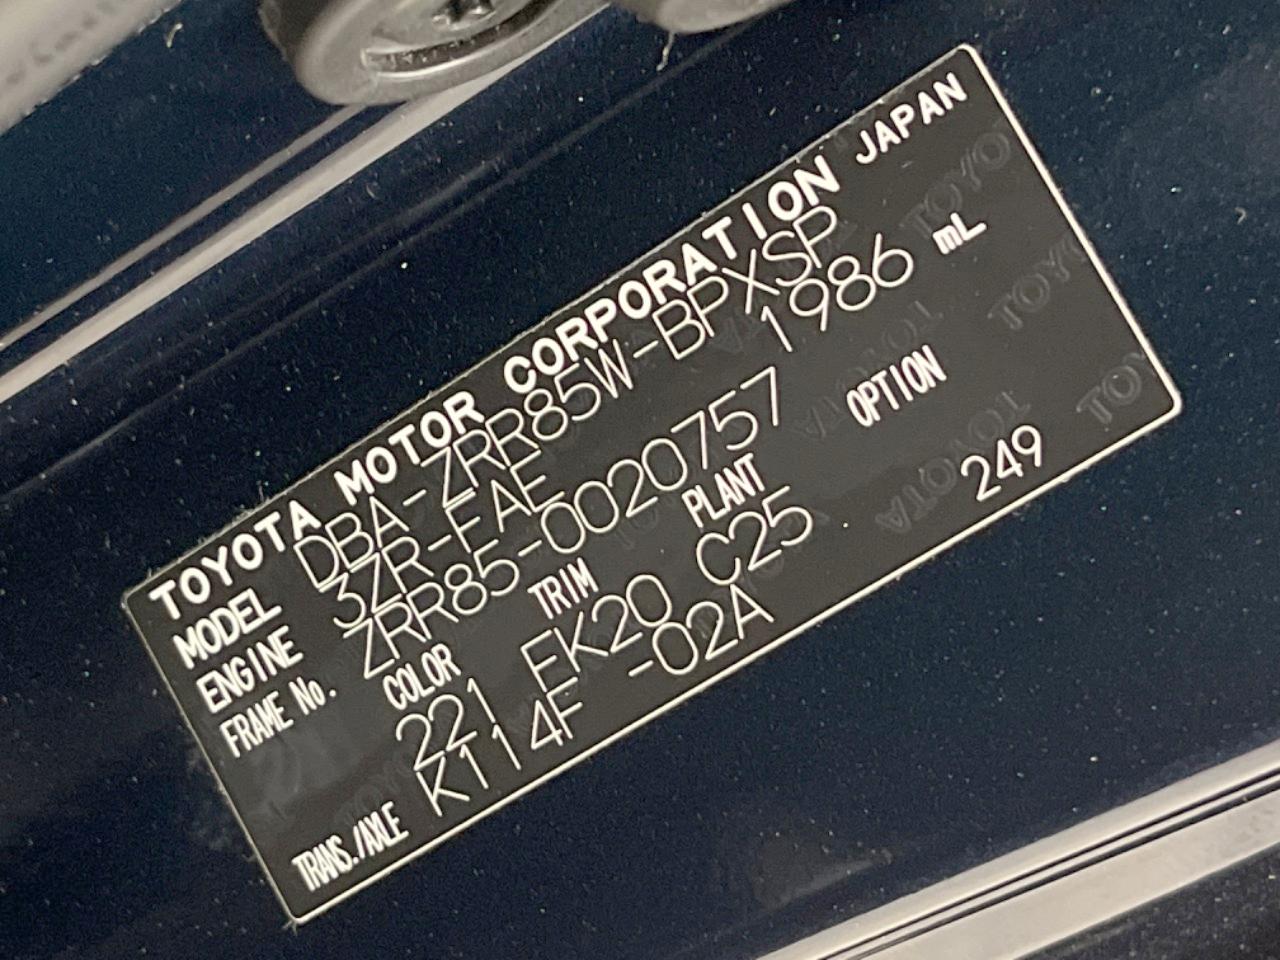 TOYOTA MOTOR CORPORATION JAPAN
MODEL DBA-ZRR85W-BPXSP
ENGINE 3ZR-FAE 1986 mL
FRAME No. ZRR85-0020757
COLOR TRIM PLANT OPTION
221 EK20 C25 249
TRANS./AXLE K114F -02A